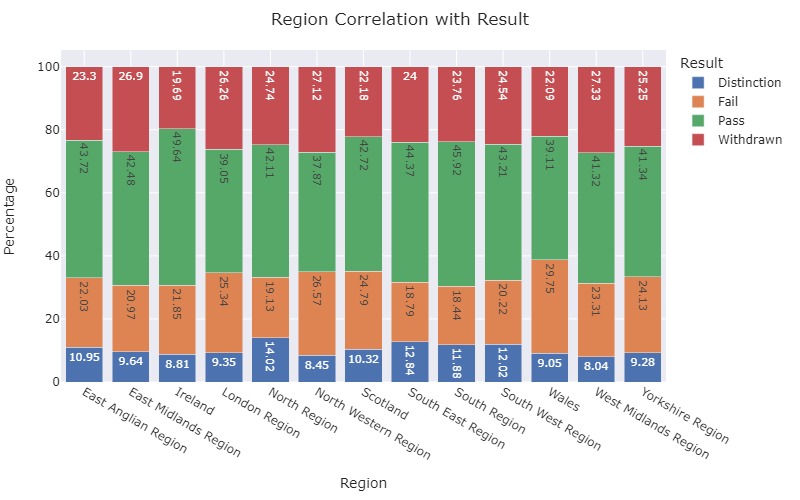 Region Correlation with Result
Result
Distinction
Fail
Pass
Withdrawn
Percentage
100
80
60
40
20
0
23.3 26.9 19.69 26.26 24.74 27.12 22.18 24 23.76 24.54 22.09 27.33 25.25
43.72 42.48 49.64 39.05 42.11 37.87 42.72 44.37 45.92 43.21 39.11 41.32 41.34
22.03 20.97 21.85 25.34 19.13 26.57 24.79 18.79 18.44 20.22 29.75 23.31 24.13
10.95 9.64 8.81 9.35 14.02 8.45 10.32 12.84 11.88 12.02 9.05 8.04 9.28
East Anglian Region
East Midlands Region
Ireland
London Region
North Region
North Western Region
Scotland
South East Region
South Region
South West Region
Wales
West Midlands Region
Yorkshire Region
Region